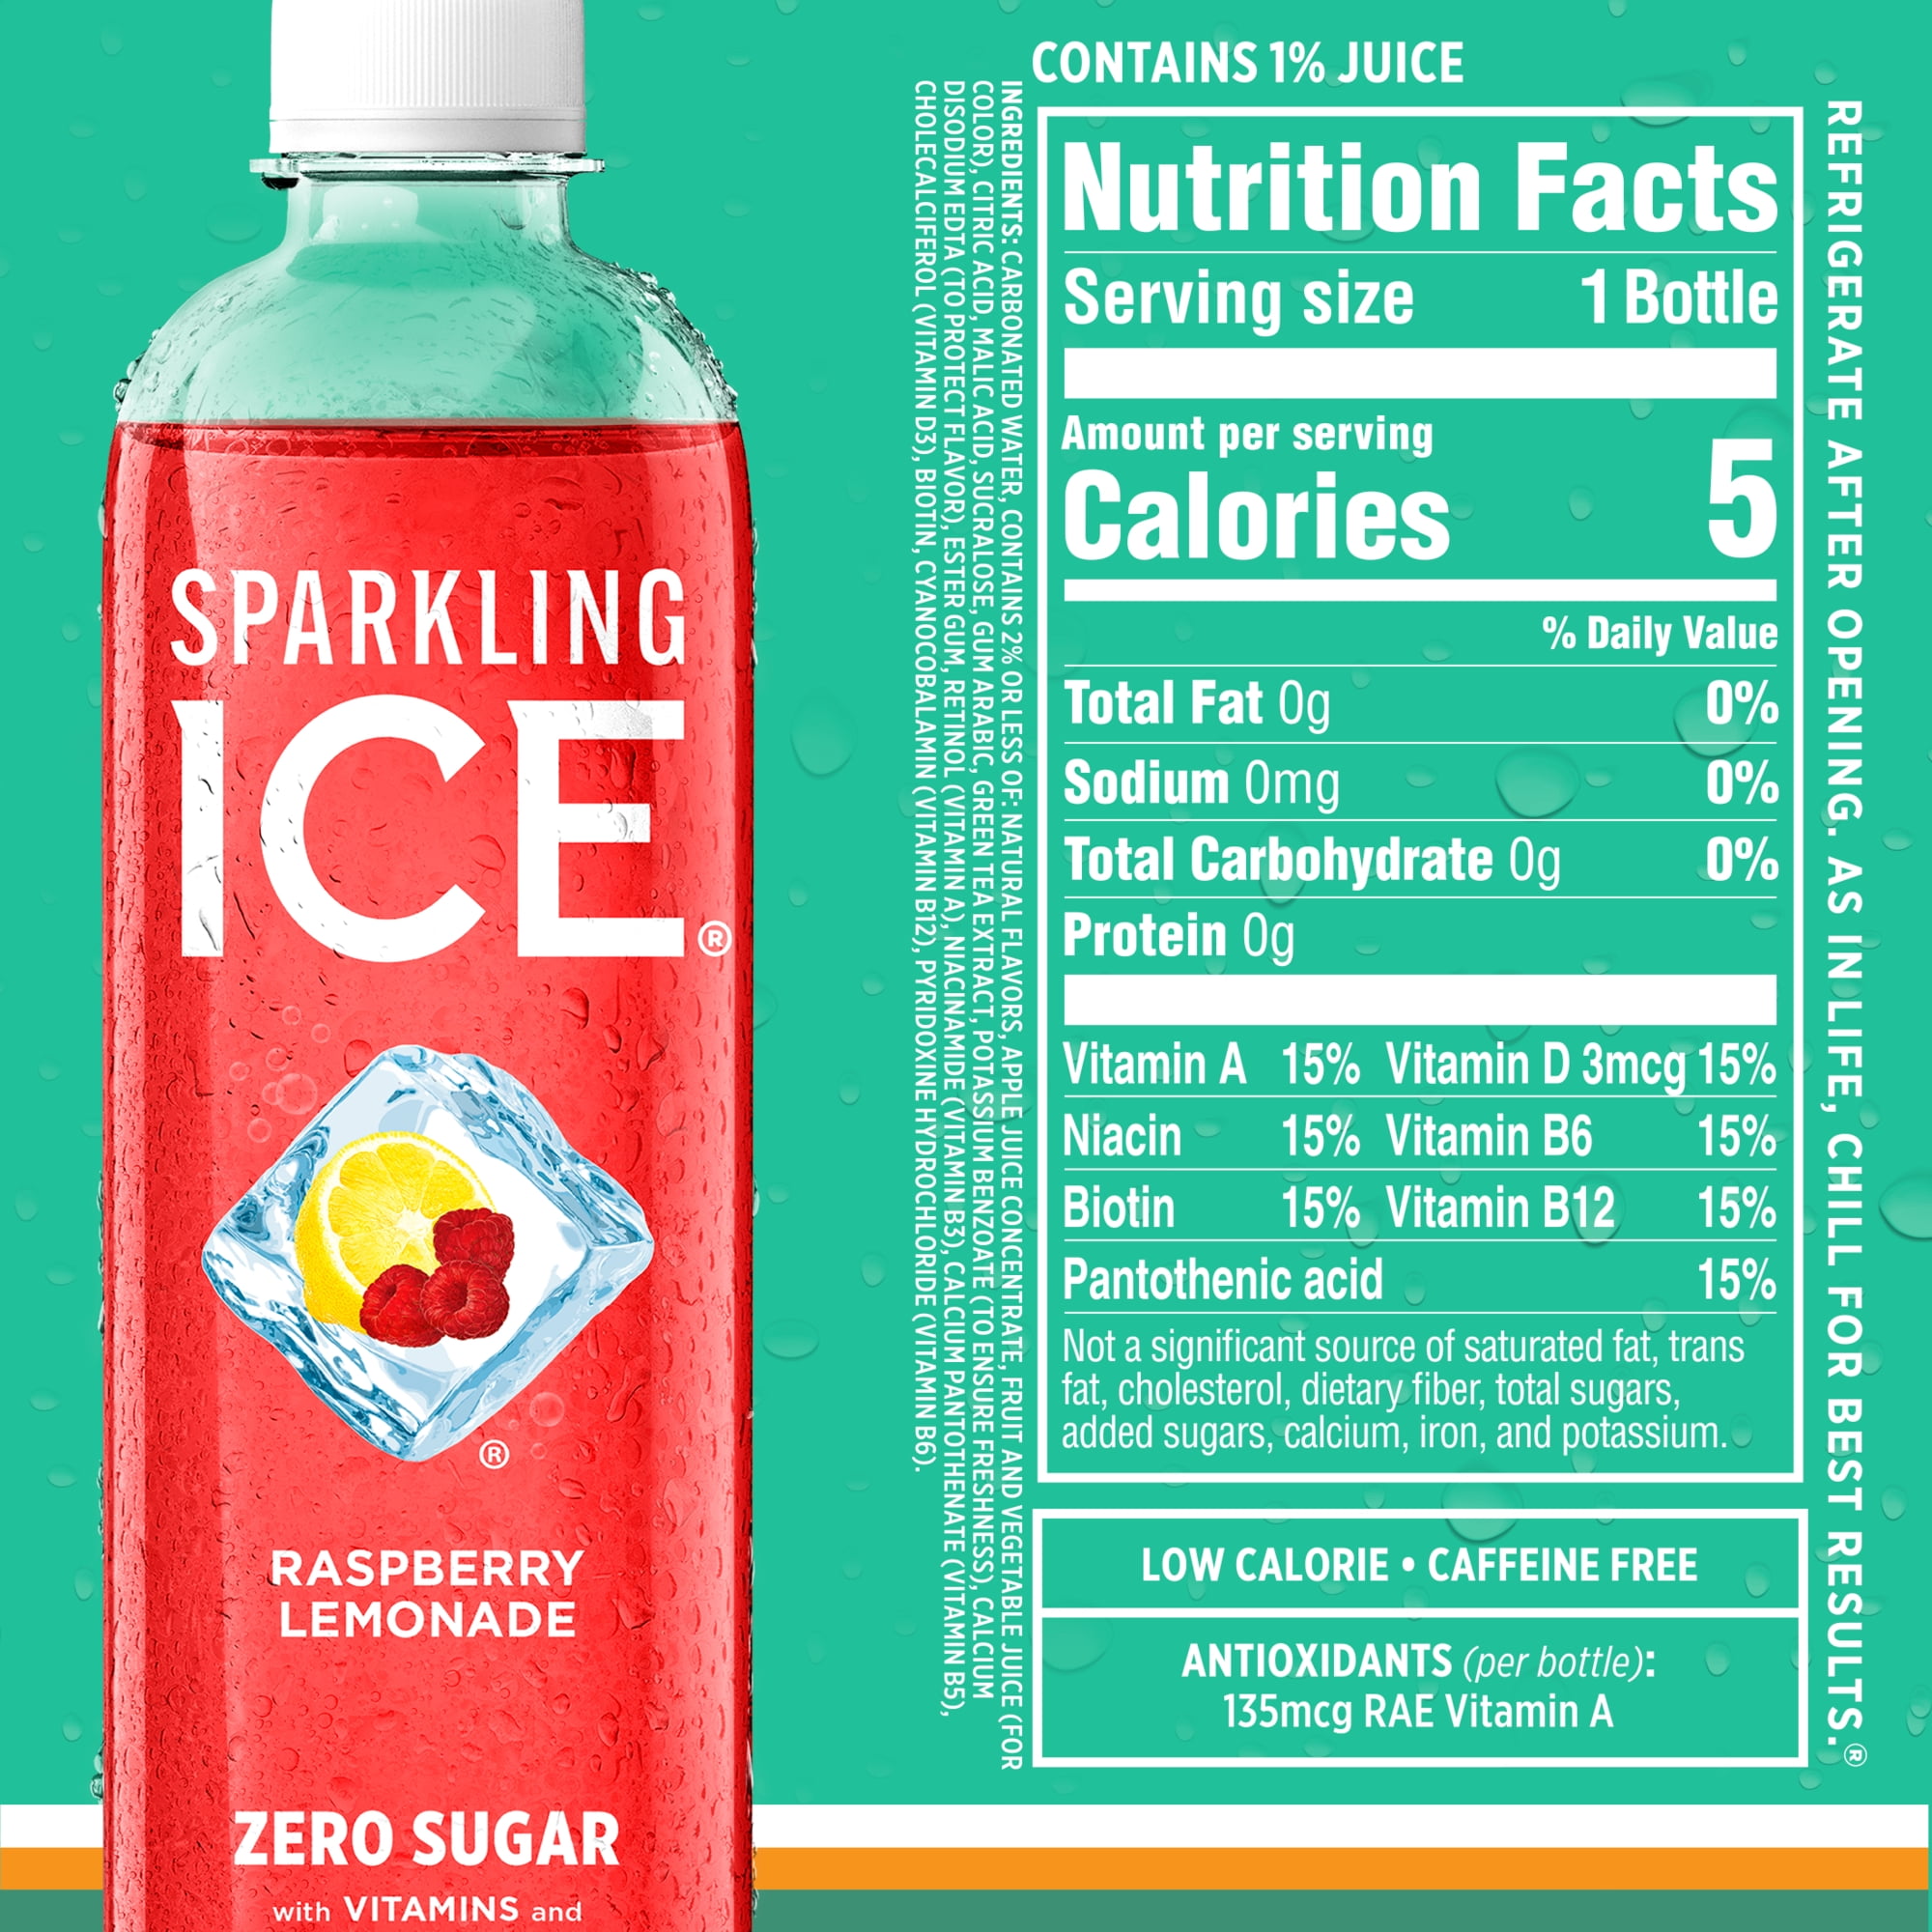 SPARKLING
ICE®
®
RASPBERRY
LEMONADE
ZERO SUGAR
with VITAMINS and
INGREDIENTS: CARBONATED WATER, CONTAINS 2% OR LESS OF: NATURAL FLAVORS, APPLE JUICE CONCENTRATE, FRUIT AND VEGETABLE JUICE (FOR
COLOR), CITRIC ACID, MALIC ACID, SUCRALOSE, GUM ARABIC, GREEN TEA EXTRACT, POTASSIUM BENZOATE (TO ENSURE FRESHNESS), CALCIUM
DISODIUM EDTA (TO PROTECT FLAVOR), ESTER GUM, RETINOL (VITAMIN A), NIACINAMIDE (VITAMIN B3), CALCIUM PANTOTHENATE (VITAMIN B5),
CHOLECALCIFEROL (VITAMIN D3), BIOTIN, CYANOCOBALAMIN (VITAMIN B12), PYRIDOXINE HYDROCHLORIDE (VITAMIN B6).
CONTAINS 1% JUICE
Nutrition Facts
Serving size 1 Bottle
Amount per serving
Calories 5
% Daily Value
Total Fat 0g 0%
Sodium 0mg 0%
Total Carbohydrate 0g 0%
Protein 0g
Vitamin A 15% Vitamin D 3mcg 15%
Niacin 15% Vitamin B6 15%
Biotin 15% Vitamin B12 15%
Pantothenic acid 15%
Not a significant source of saturated fat, trans
fat, cholesterol, dietary fiber, total sugars,
added sugars, calcium, iron, and potassium.
LOW CALORIE • CAFFEINE FREE
ANTIOXIDANTS (per bottle):
135mcg RAE Vitamin A
REFRIGERATE AFTER OPENING. AS IN LIFE, CHILL FOR BEST RESULTS.®